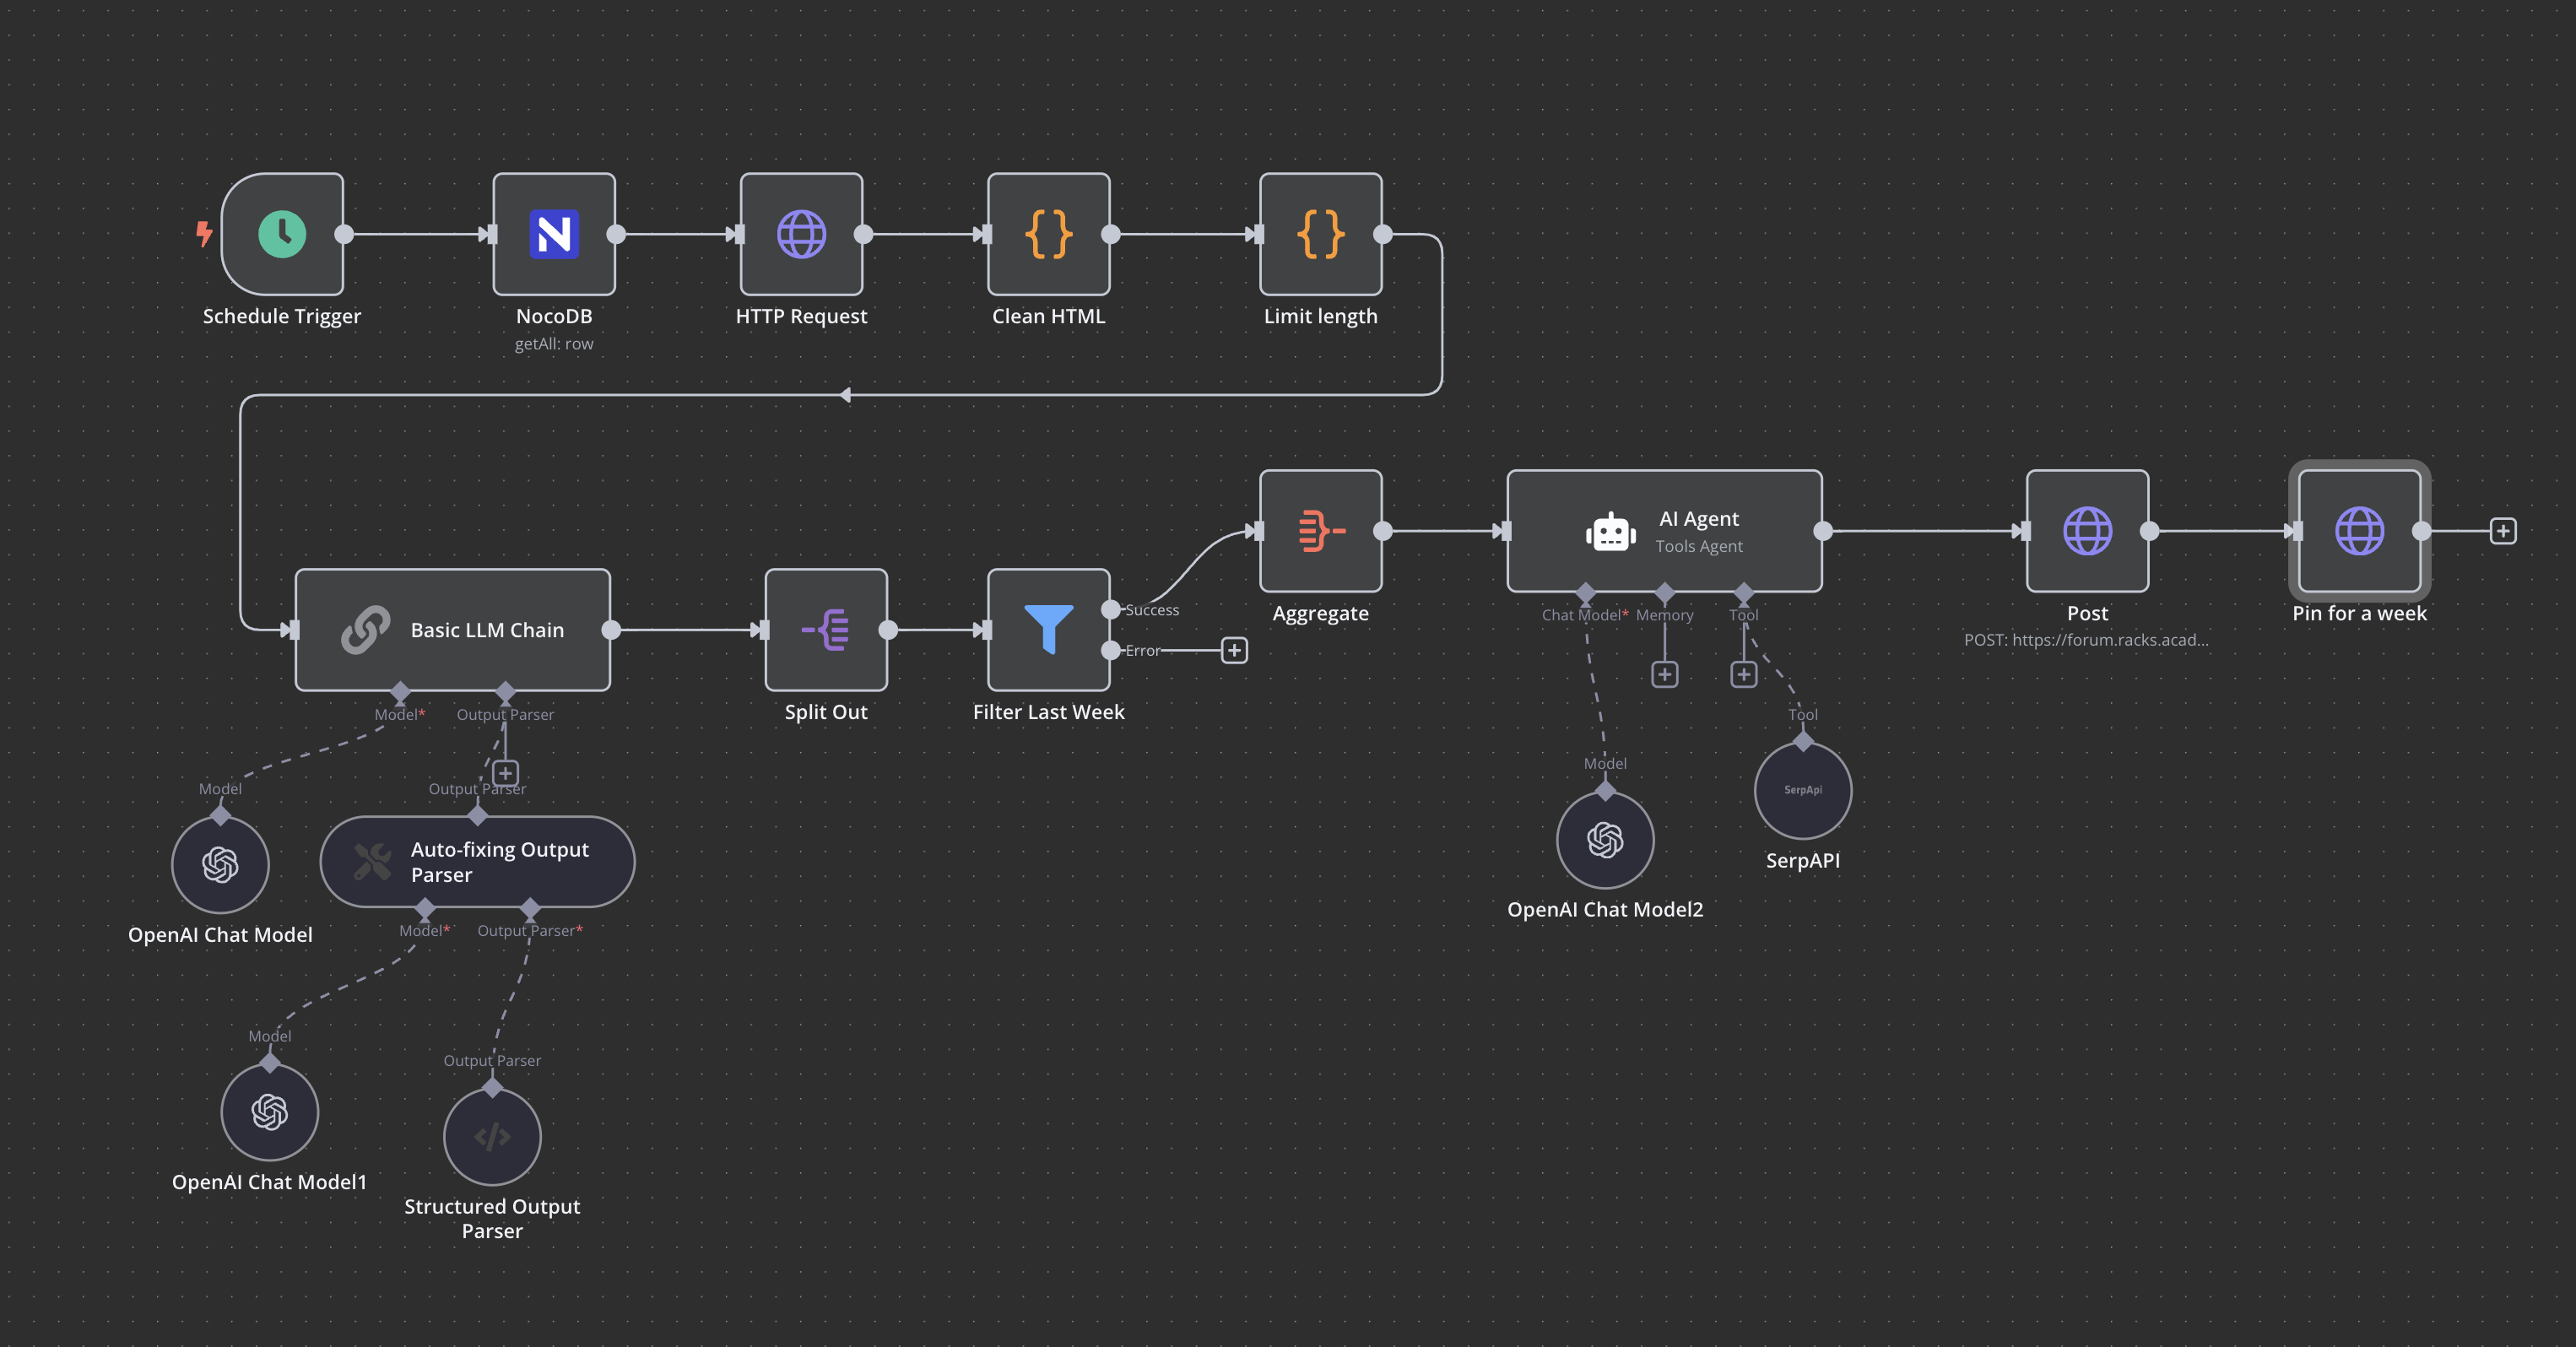 Schedule Trigger
NocoDB
getAll: row
HTTP Request
Clean HTML
Limit length
Basic LLM Chain
Model*
Output Parser
Split Out
Filter Last Week
Success
Error
Aggregate
AI Agent
Tools Agent
Chat Model*
Memory
Tool
Post
POST: https://forum.racks.acad...
Pin for a week
Model
OpenAI Chat Model
Output Parser
Auto-fixing Output
Parser
Model*
Output Parser*
Model
OpenAI Chat Model1
Output Parser
Structured Output
Parser
Model
OpenAI Chat Model2
Tool
SerpApi
SerpAPI